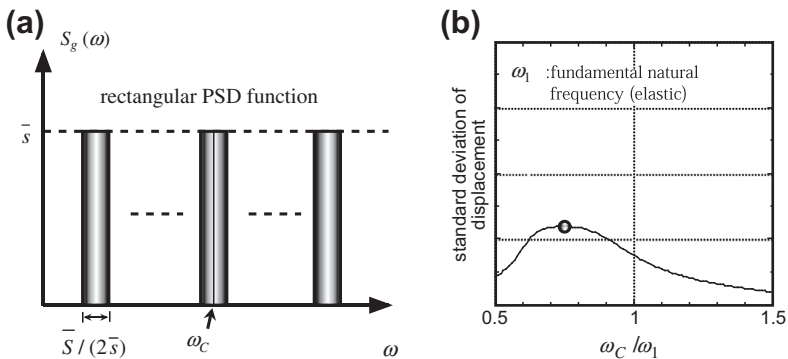 (a)
S_g (ω)
rectangular PSD function
s̅
S̅ / (2s̅)
ω_C
ω
(b)
ω_1 :fundamental natural
frequency (elastic)
standard deviation of
displacement
0.5
1
1.5
ω_C /ω_1